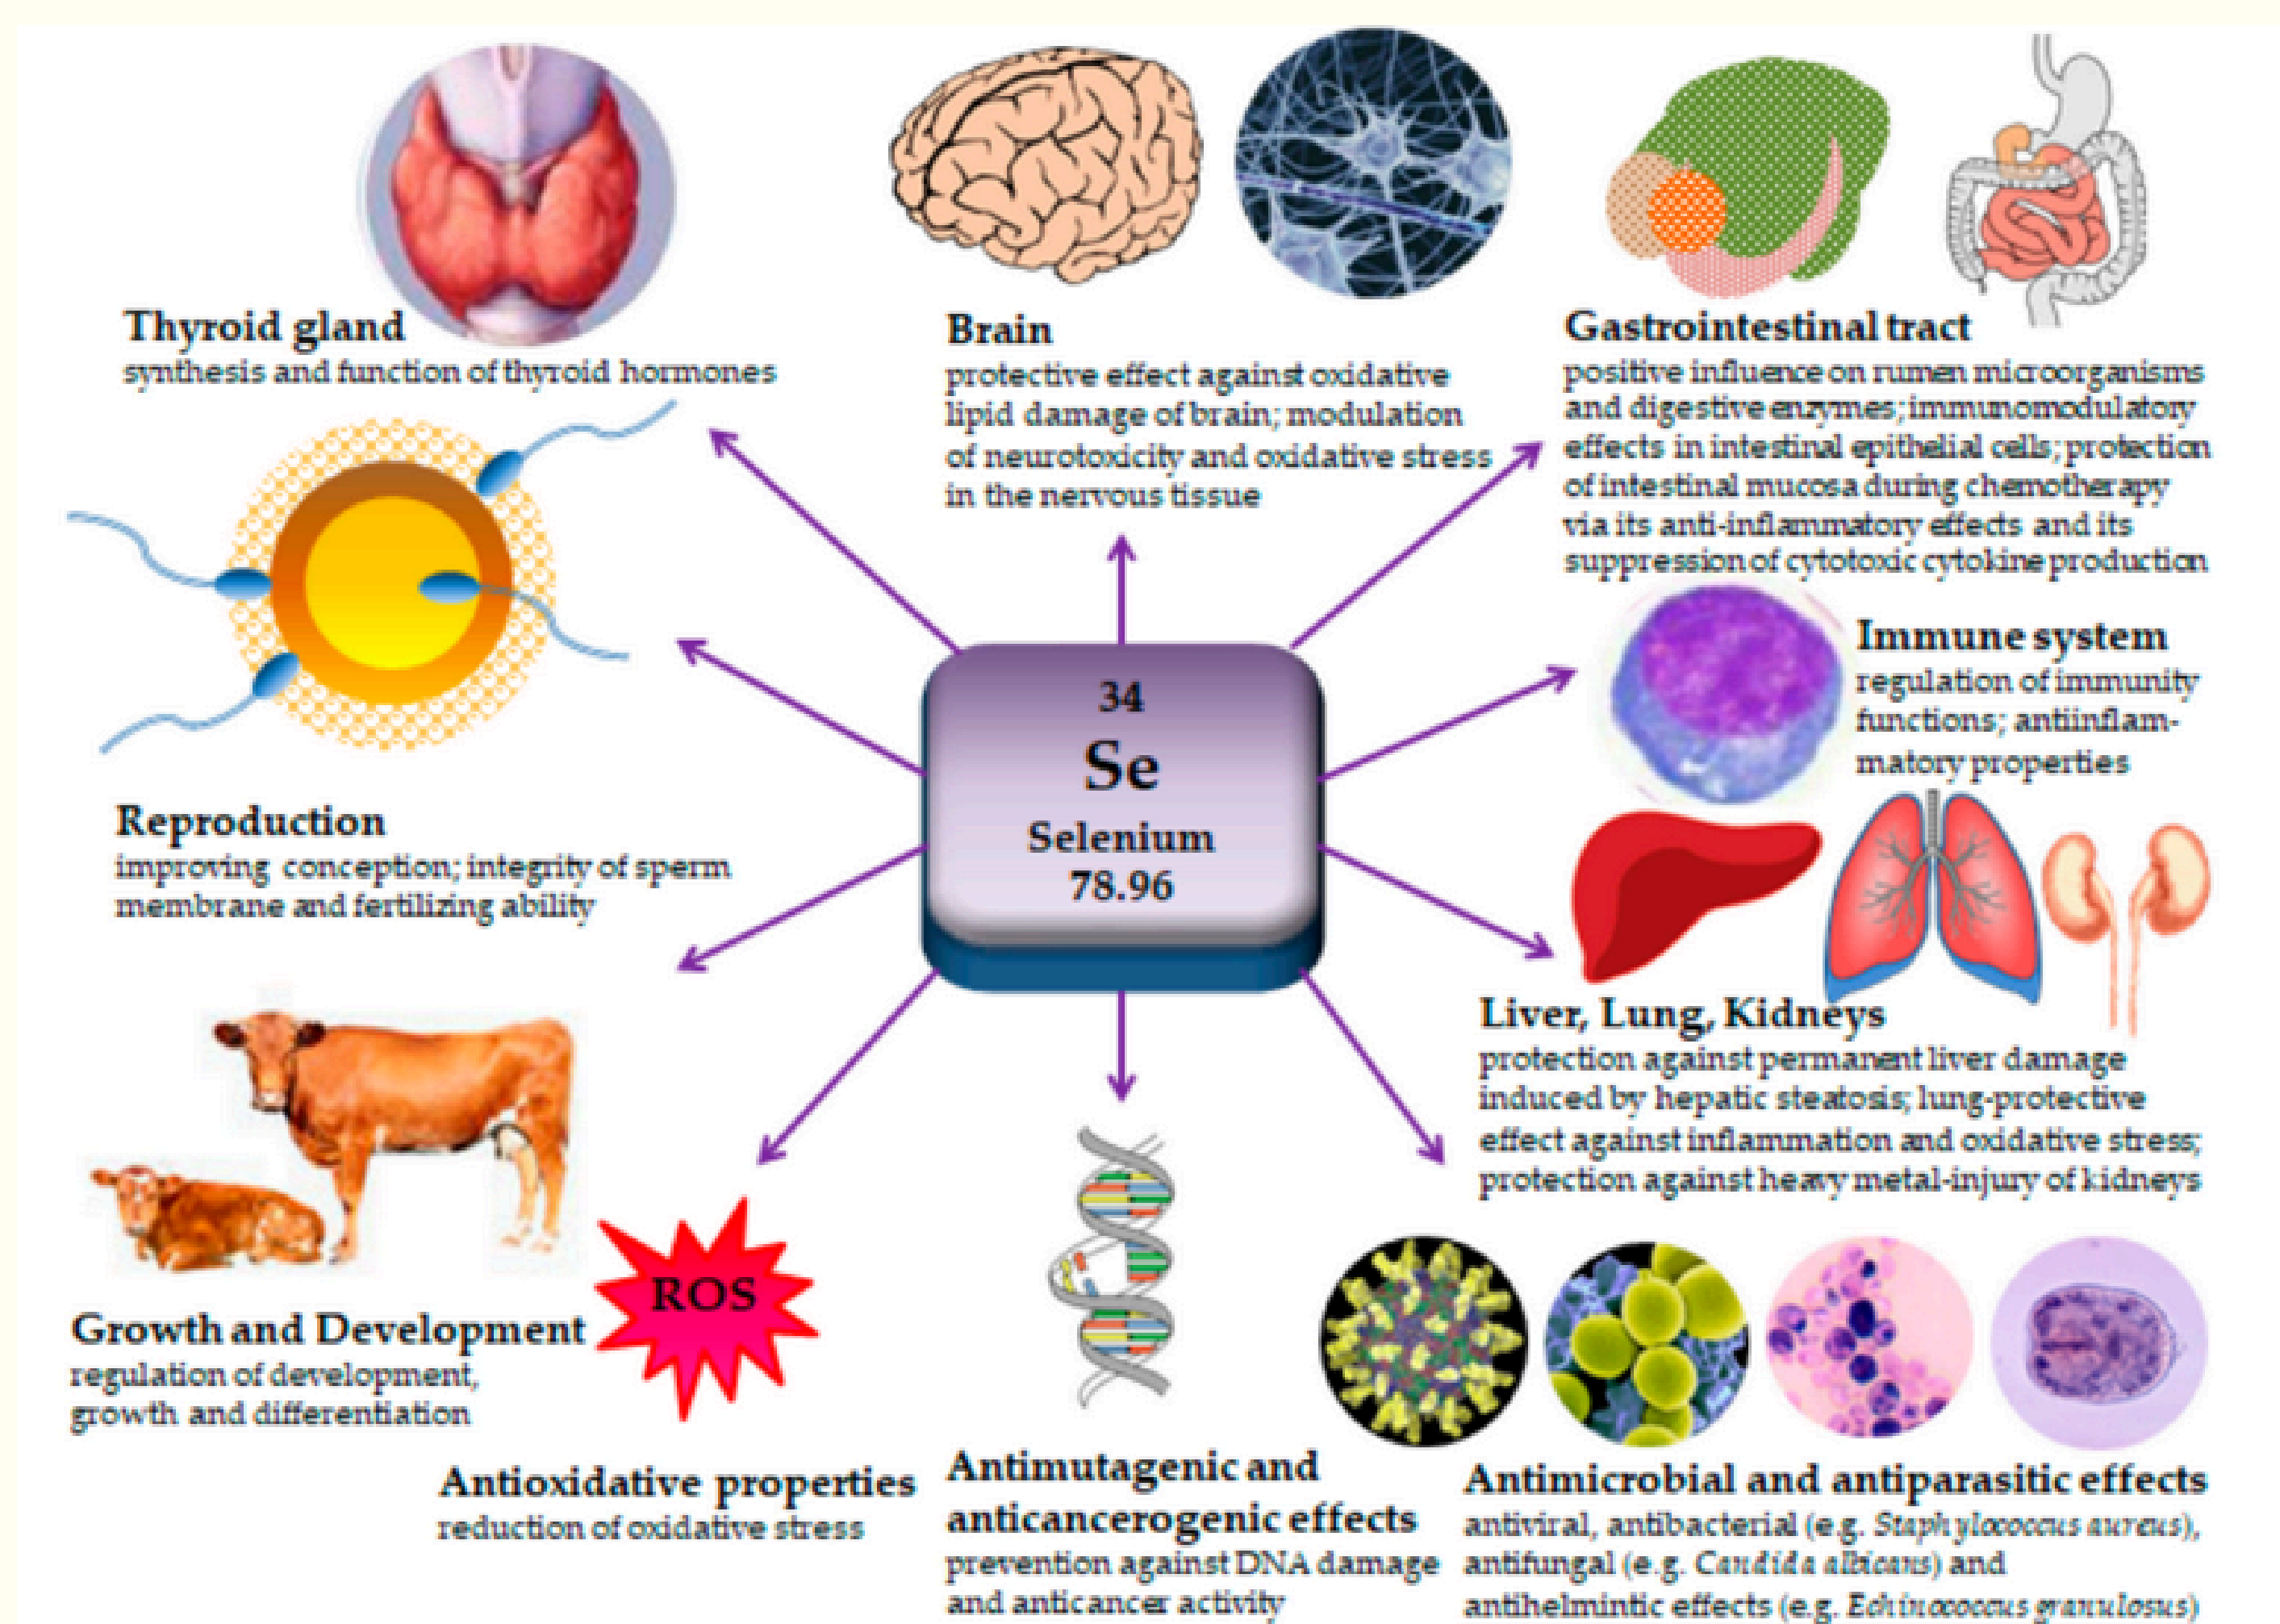 Thyroid gland
synthesis and function of thyroid hormones
Brain
protective effect against oxidative
lipid damage of brain; modulation
of neurotoxicity and oxidative stress
in the nervous tissue
Gastrointestinal tract
positive influence on rumen microorganisms
and digestive enzymes; immunomodulatory
effects in intestinal epithelial cells; protection
of intestinal mucosa during chemotherapy
via its anti-inflammatory effects and its
suppression of cytotoxic cytokine production
Immune system
regulation of immunity
functions; antiinflam-
matory properties
34
Se
Selenium
78.96
Reproduction
improving conception; integrity of sperm
membrane and fertilizing ability
Liver, Lung, Kidneys
protection against permanent liver damage
induced by hepatic steatosis; lung-protective
effect against inflammation and oxidative stress;
protection against heavy metal-injury of kidneys
Growth and Development
regulation of development,
growth and differentiation
ROS
Antioxidative properties
reduction of oxidative stress
Antimutagenic and
anticancerogenic effects
prevention against DNA damage
and anticancer activity
Antimicrobial and antiparasitic effects
antiviral, antibacterial (e.g. Staphylococcus aureus),
antifungal (e.g. Candida albicans) and
antihelmintic effects (e.g. Echinococcus granulosus)